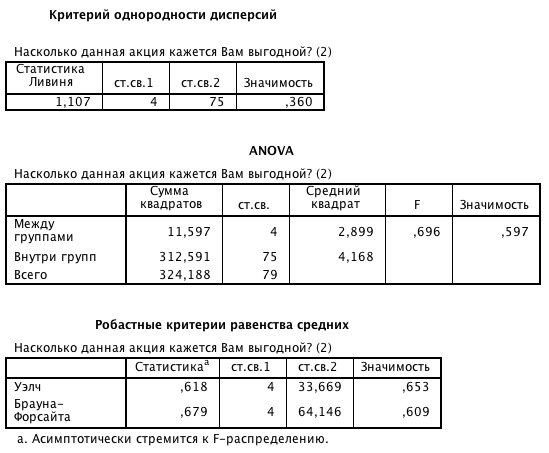 Критерий однородности дисперсий
Насколько данная акция кажется Вам выгодной? (2)
Статистика Ливиня ст.св.1 ст.св.2 Значимость
1,107 4 75 ,360
ANOVA
Насколько данная акция кажется Вам выгодной? (2)
Сумма квадратов ст.св. Средний квадрат F Значимость
Между группами 11,597 4 2,899 ,696 ,597
Внутри групп 312,591 75 4,168
Всего 324,188 79
Робастные критерии равенства средних
Насколько данная акция кажется Вам выгодной? (2)
Статистикаa ст.св.1 ст.св.2 Значимость
Уэлч ,618 4 33,669 ,653
Брауна-Форсайта ,679 4 64,146 ,609
a. Асимптотически стремится к F-распределению.